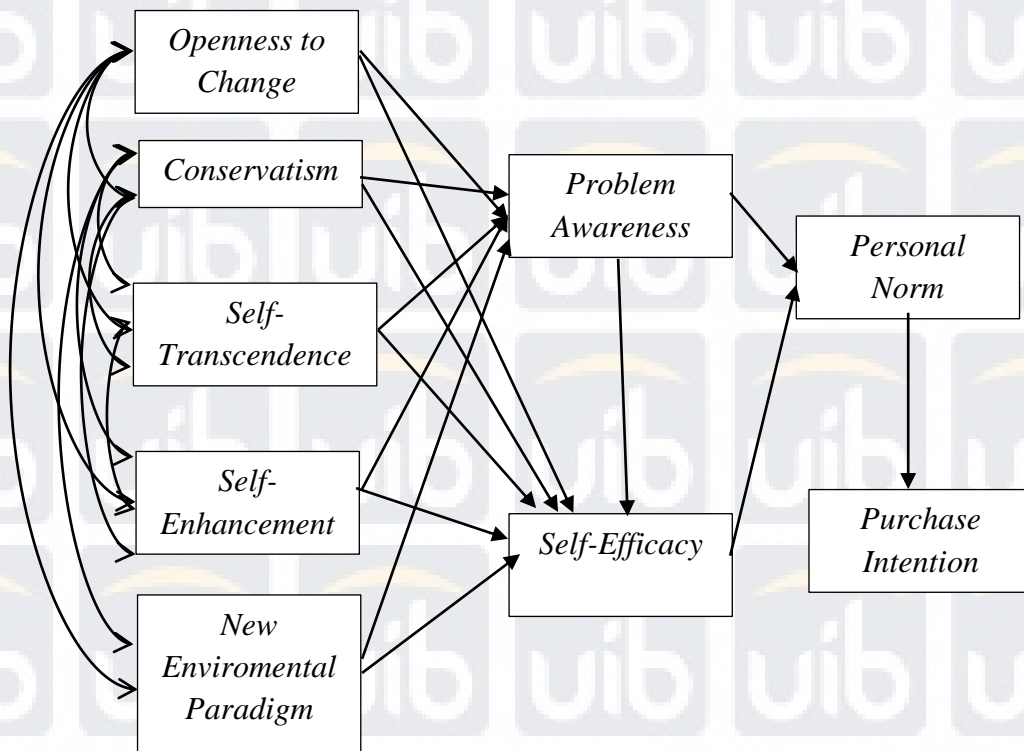 Openness to
Change
Conservatism
Self-
Transcendence
Self-
Enhancement
New
Enviromental
Paradigm
Problem
Awareness
Self-Efficacy
Personal
Norm
Purchase
Intention
uib